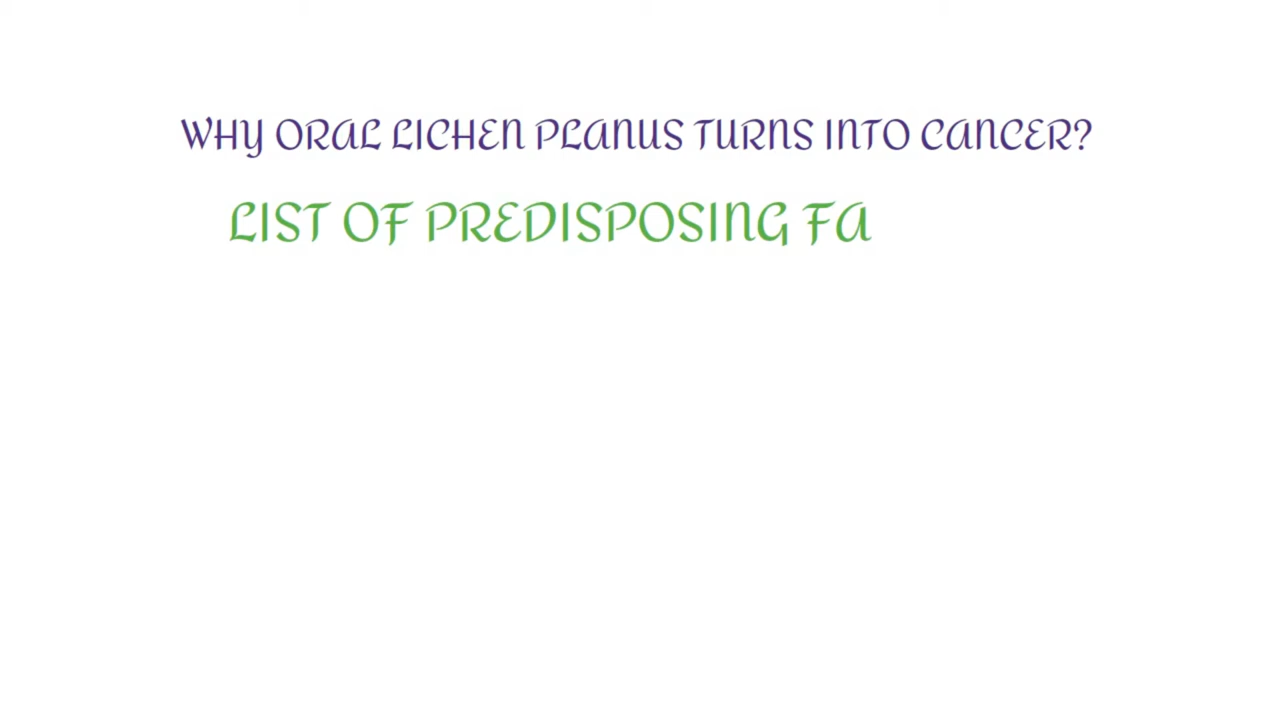 WHY ORAL LICHEN PLANUS TURNS INTO CANCER?
LIST OF PREDISPOSING FA